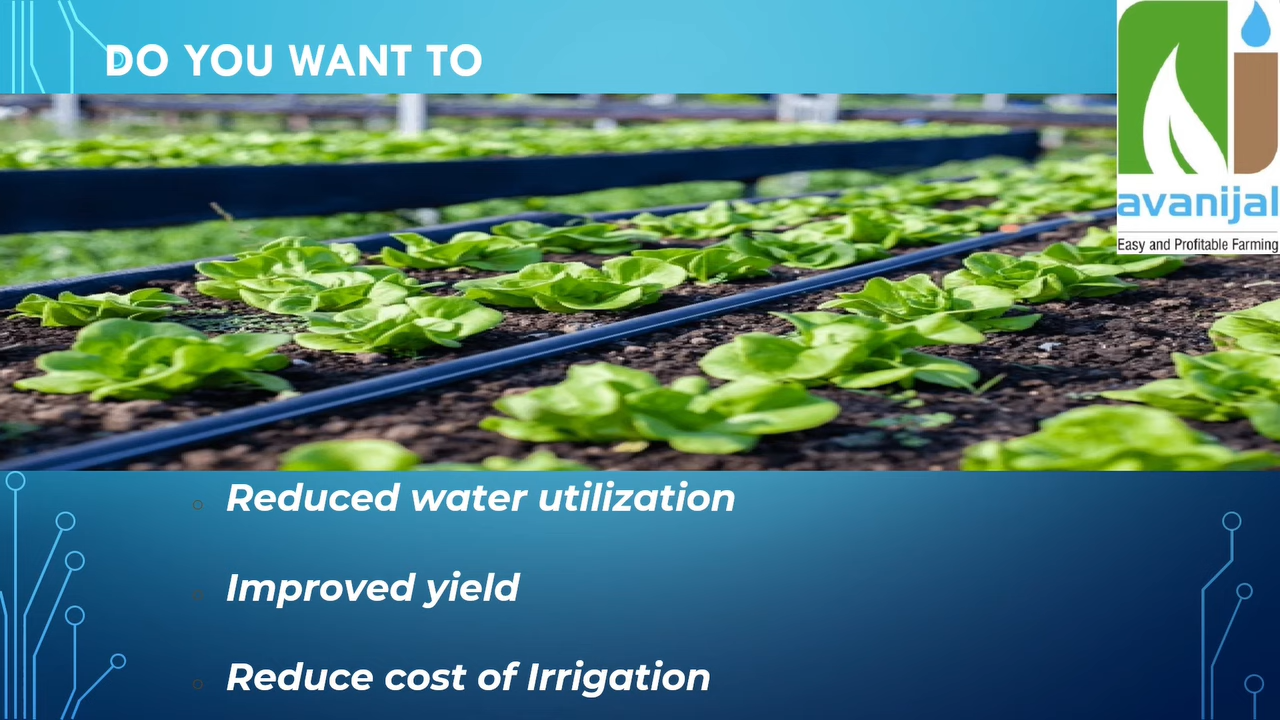 DO YOU WANT TO
avanijal
Easy and Profitable Farming
Reduced water utilization
Improved yield
Reduce cost of Irrigation